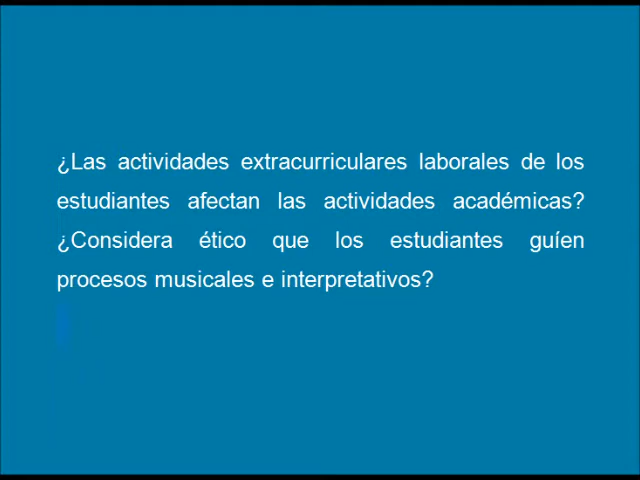 ¿Las actividades extracurriculares laborales de los
estudiantes afectan las actividades académicas?
¿Considera ético que los estudiantes guíen
procesos musicales e interpretativos?